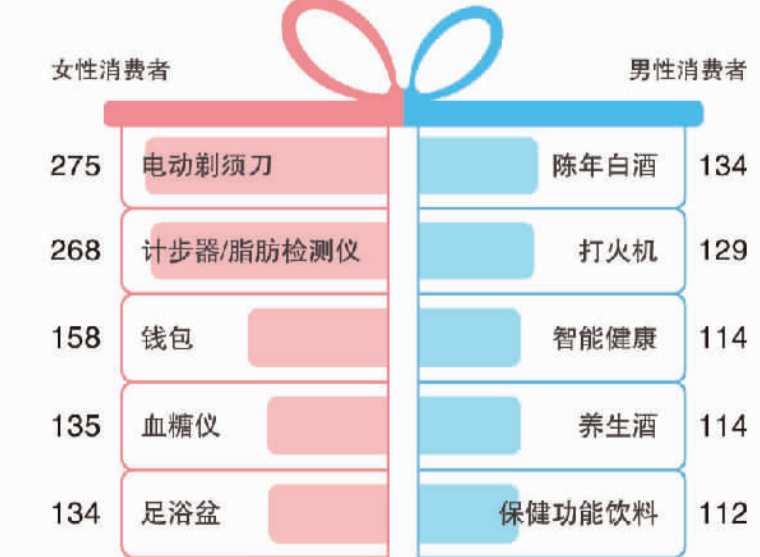 女性消费者 男性消费者
275 电动剃须刀 陈年白酒 134
268 计步器/脂肪检测仪 打火机 129
158 钱包 智能健康 114
135 血糖仪 养生酒 114
134 足浴盆 保健功能饮料 112